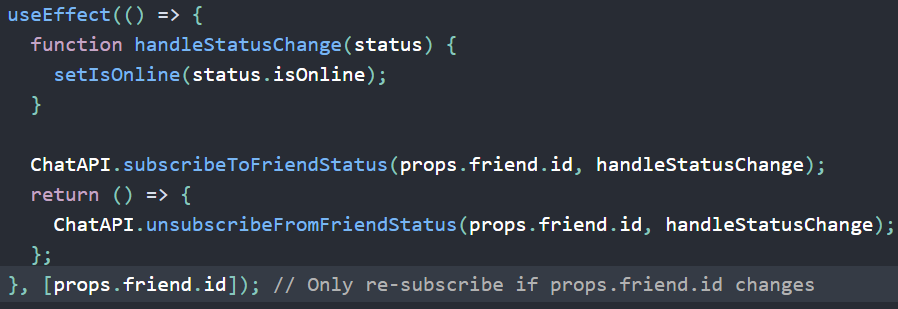 useEffect(() => {
  function handleStatusChange(status) {
    setIsOnline(status.isOnline);
  }

  ChatAPI.subscribeToFriendStatus(props.friend.id, handleStatusChange);
  return () => {
    ChatAPI.unsubscribeFromFriendStatus(props.friend.id, handleStatusChange);
  };
}, [props.friend.id]); // Only re-subscribe if props.friend.id changes